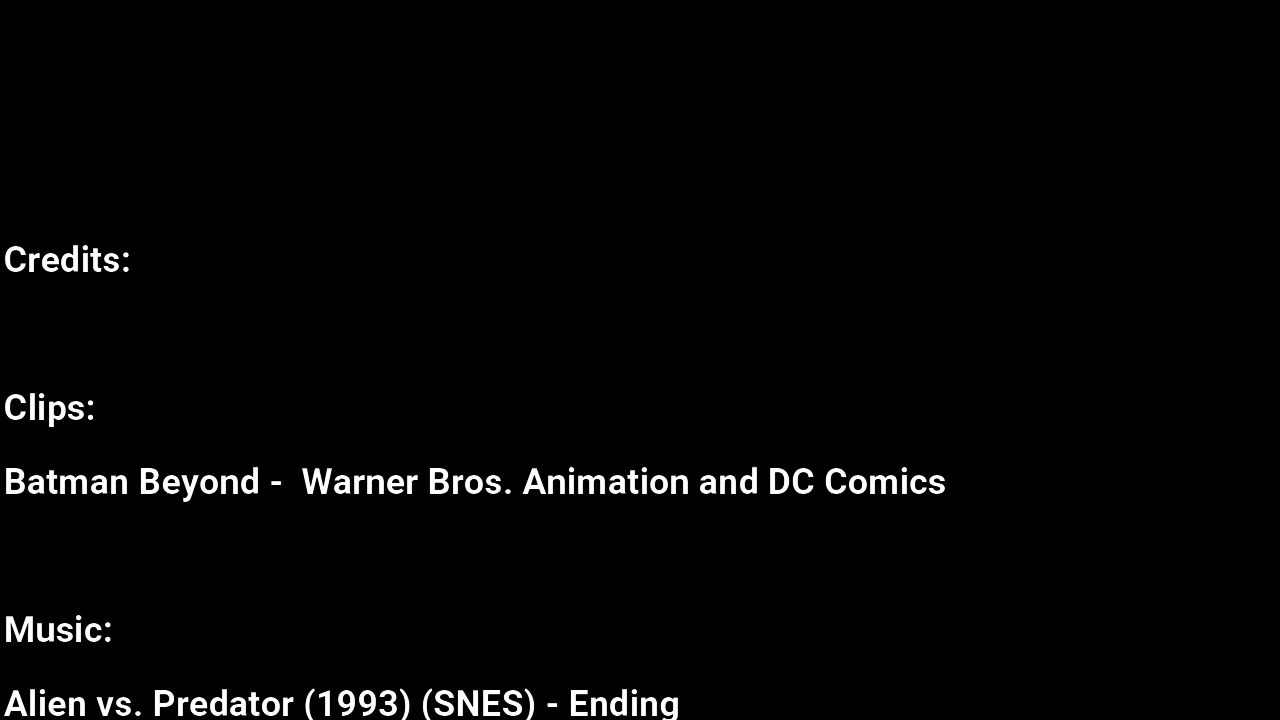 Credits:
Clips:
Batman Beyond -  Warner Bros. Animation and DC Comics
Music:
Alien vs. Predator (1993) (SNES) - Ending